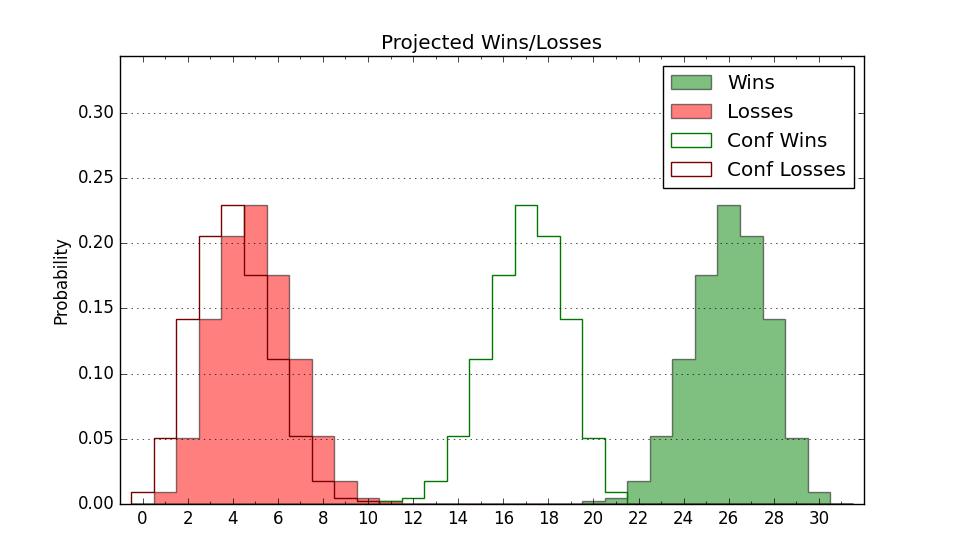 Projected Wins/Losses
Wins
Losses
Conf Wins
Conf Losses
Probability
0.30
0.25
0.20
0.15
0.10
0.05
0.00
0 2 4 6 8 10 12 14 16 18 20 22 24 26 28 30